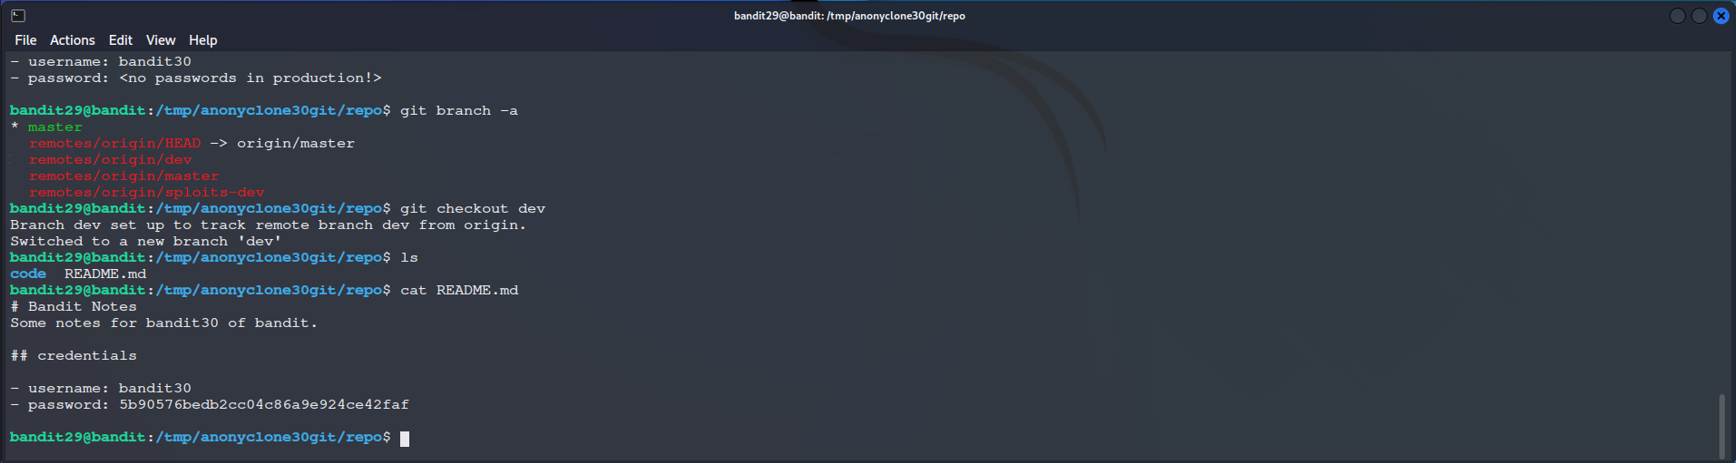 bandit29@bandit: /tmp/anonyclone30git/repo
File Actions Edit View Help
- username: bandit30
- password: <no passwords in production!>
bandit29@bandit:/tmp/anonyclone30git/repo$ git branch -a
* master
remotes/origin/HEAD -> origin/master
remotes/origin/dev
remotes/origin/master
remotes/origin/sploits-dev
bandit29@bandit:/tmp/anonyclone30git/repo$ git checkout dev
Branch dev set up to track remote branch dev from origin.
Switched to a new branch 'dev'
bandit29@bandit:/tmp/anonyclone30git/repo$ ls
code README.md
bandit29@bandit:/tmp/anonyclone30git/repo$ cat README.md
# Bandit Notes
Some notes for bandit30 of bandit.
## credentials
- username: bandit30
- password: 5b90576bedb2cc04c86a9e924ce42faf
bandit29@bandit:/tmp/anonyclone30git/repo$